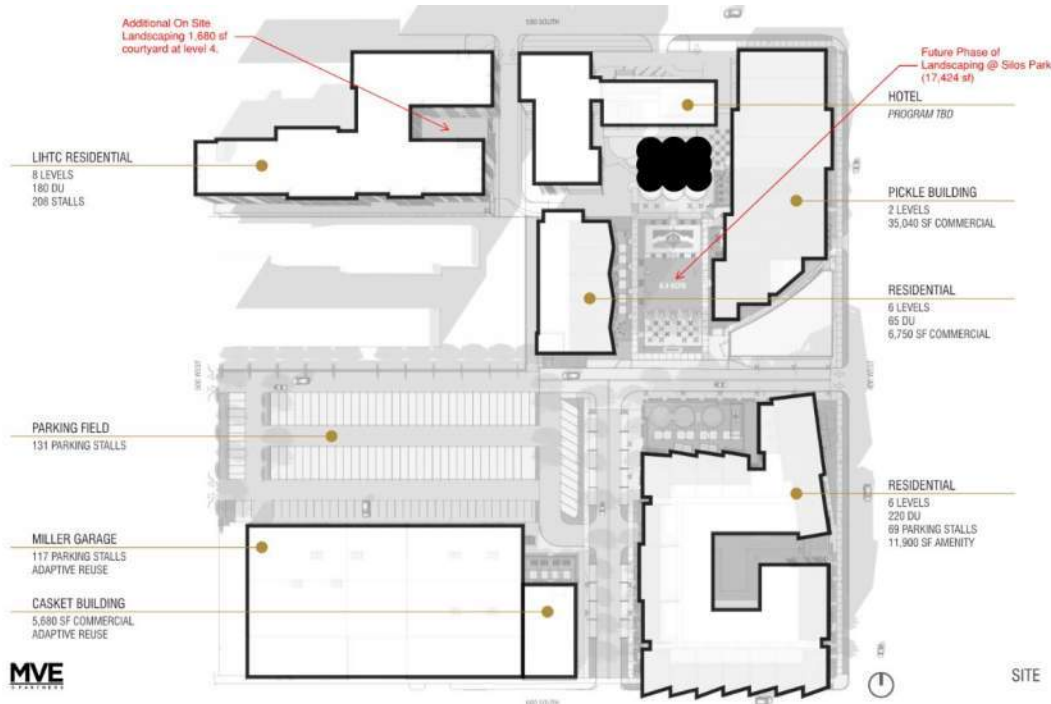 580 SOUTH
Additional On Site
Landscaping 1,680 sf
courtyard at level 4.
Future Phase of
Landscaping @ Silos Park
(17,424 sf)
HOTEL
PROGRAM TBD
LIHTC RESIDENTIAL
8 LEVELS
180 DU
208 STALLS
PICKLE BUILDING
2 LEVELS
35,040 SF COMMERCIAL
RESIDENTIAL
6 LEVELS
65 DU
6,750 SF COMMERCIAL
PARKING FIELD
131 PARKING STALLS
RESIDENTIAL
6 LEVELS
220 DU
69 PARKING STALLS
11,900 SF AMENITY
MILLER GARAGE
117 PARKING STALLS
ADAPTIVE REUSE
CASKET BUILDING
5,680 SF COMMERCIAL
ADAPTIVE REUSE
MVE
PARTNERS
SITE